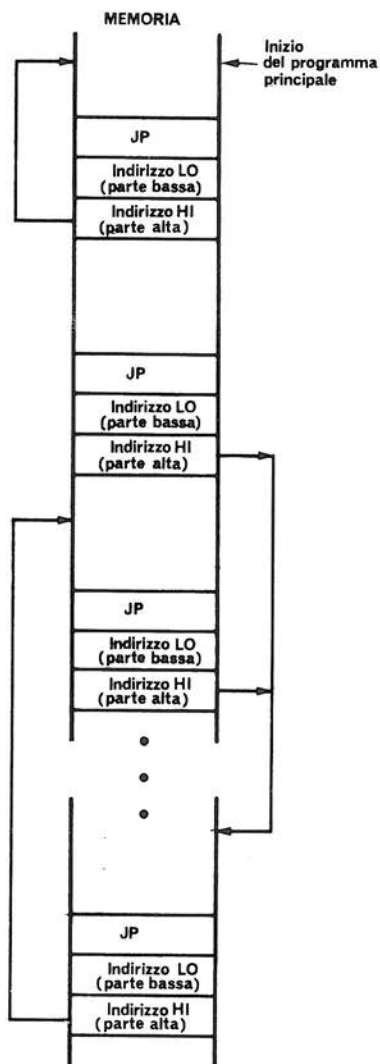 MEMORIA
Inizio
del programma
principale
JP
Indirizzo LO
(parte bassa)
Indirizzo HI
(parte alta)
JP
Indirizzo LO
(parte bassa)
Indirizzo HI
(parte alta)
JP
Indirizzo LO
(parte bassa)
Indirizzo HI
(parte alta)
JP
Indirizzo LO
(parte bassa)
Indirizzo HI
(parte alta)